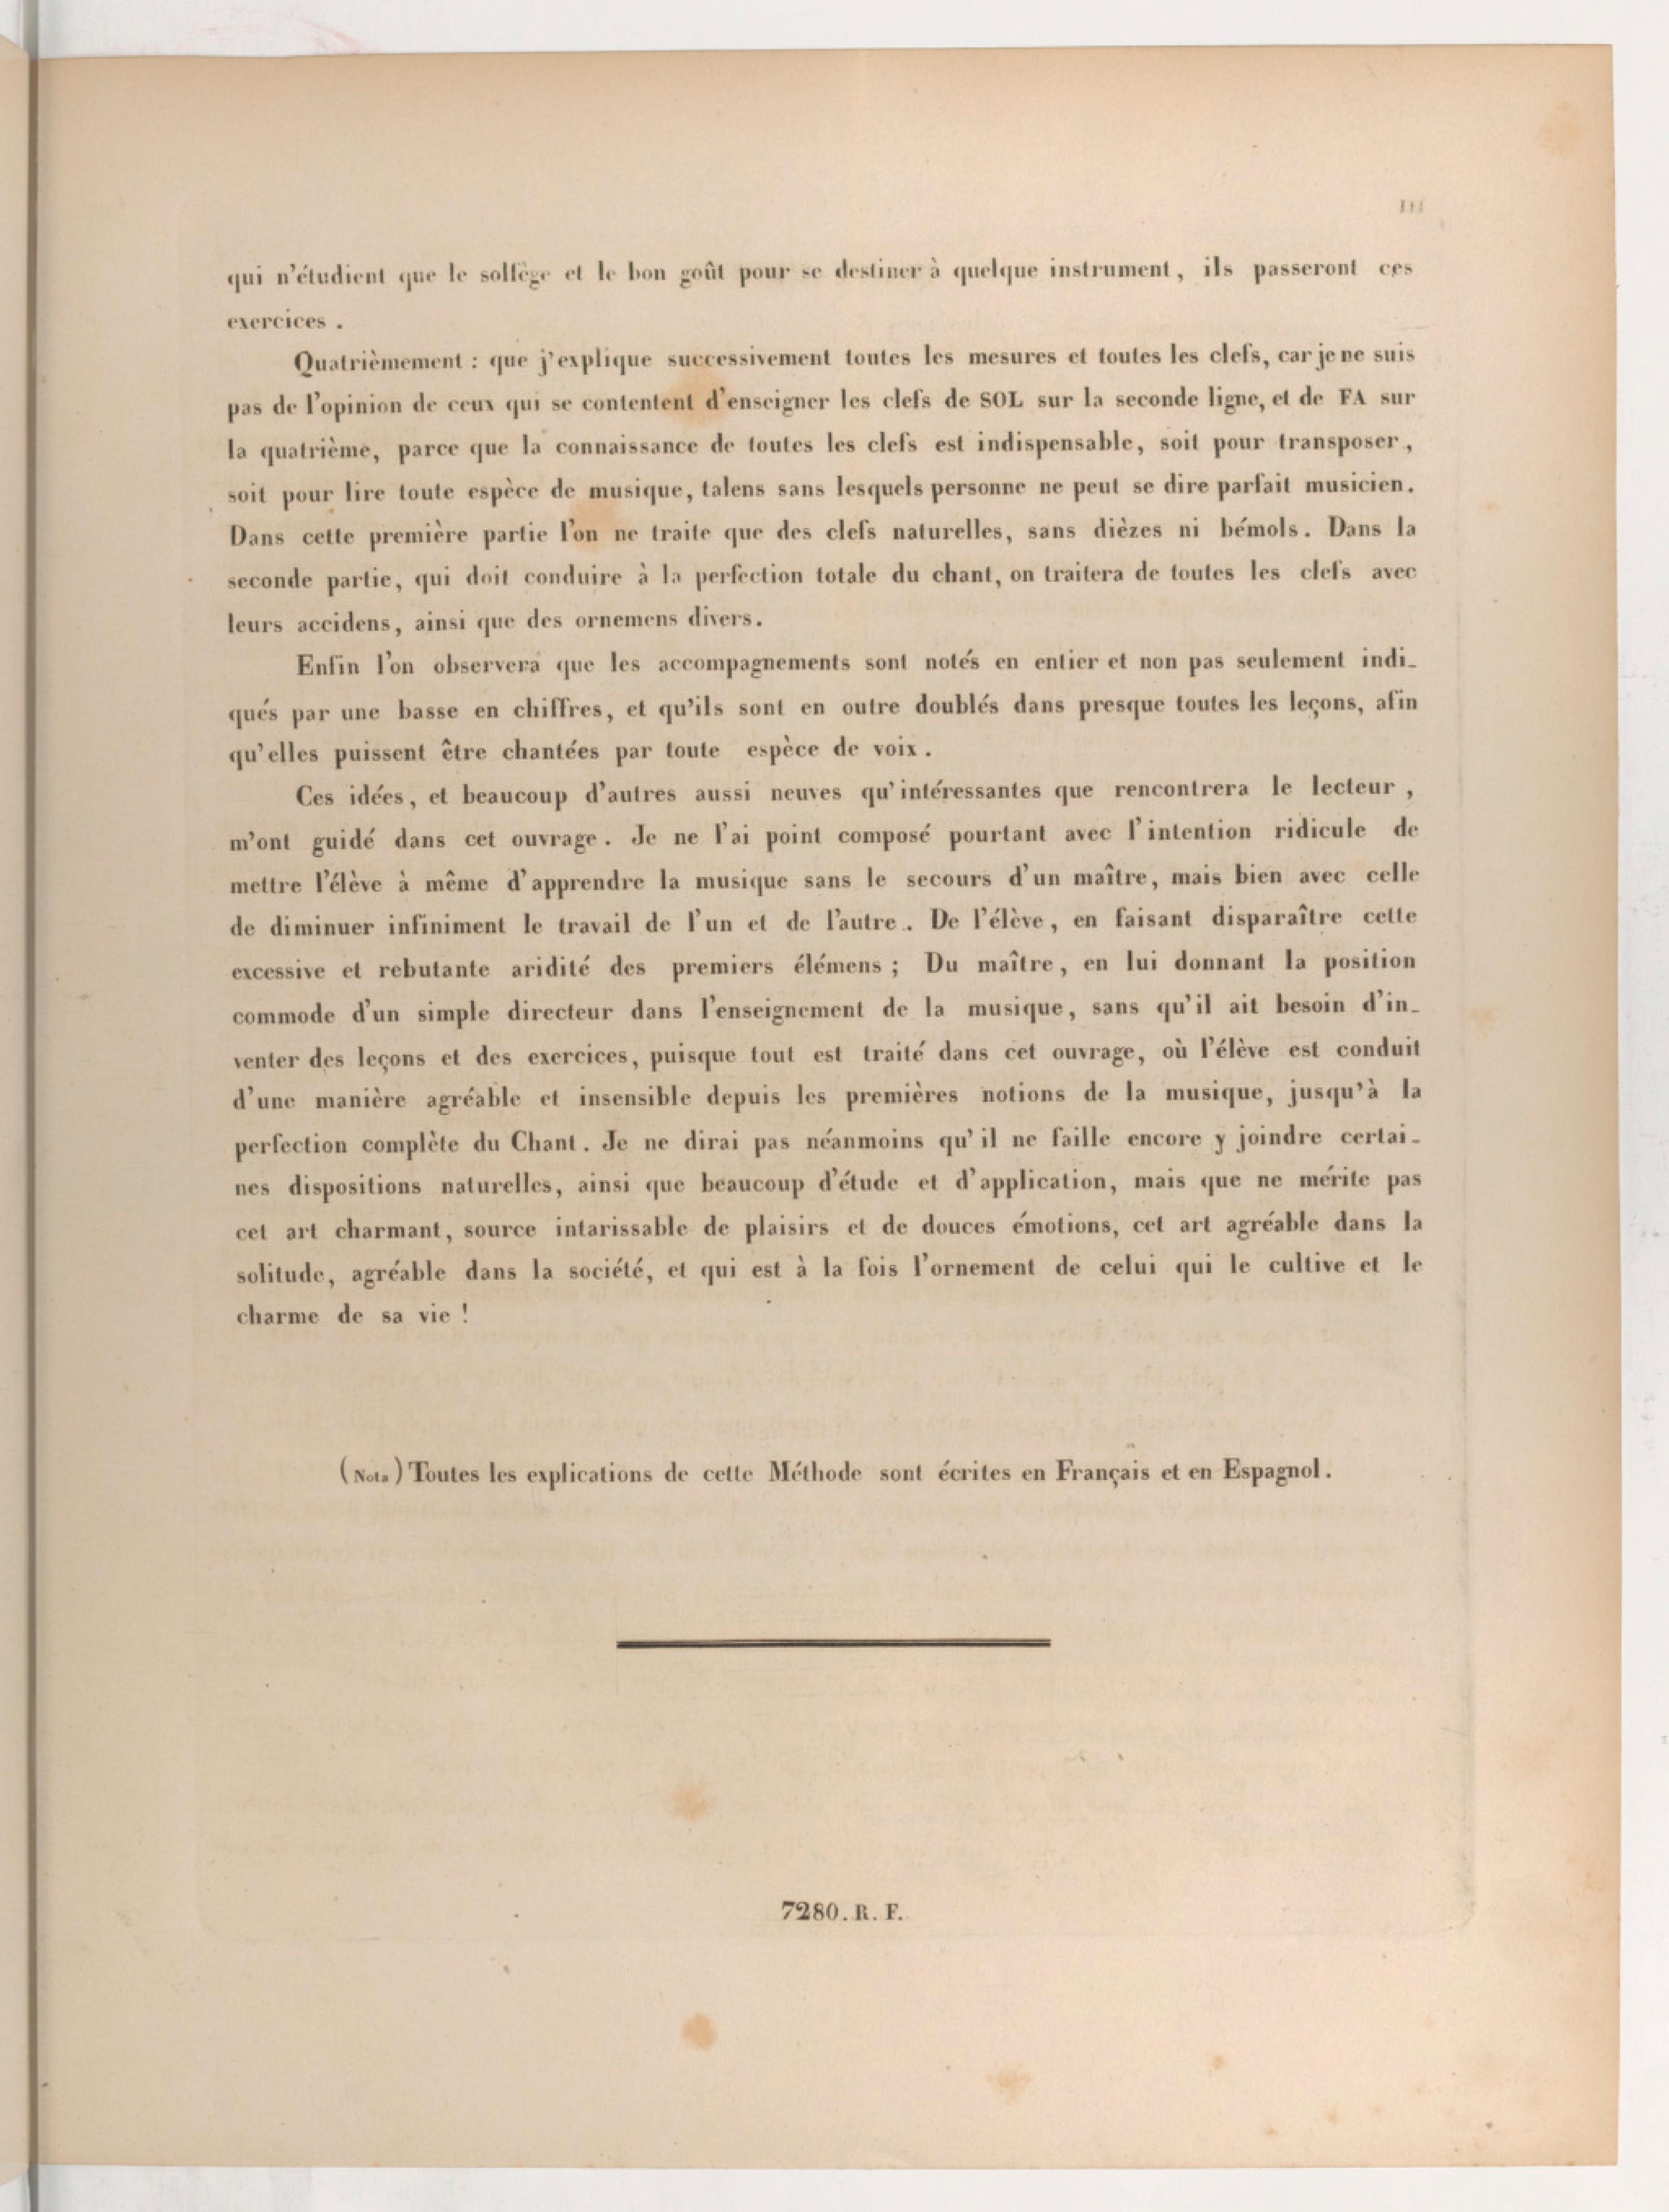 III
qui n'étudient que le solfège et le bon goût pour se destiner à quelque instrument, ils passeront ces
exercices .
Quatrièmement : que j'explique successivement toutes les mesures et toutes les clefs, car je ne suis
pas de l'opinion de ceux qui se contentent d'enseigner les clefs de SOL sur la seconde ligne, et de FA sur
la quatrième, parce que la connaissance de toutes les clefs est indispensable, soit pour transposer ,
soit pour lire toute espèce de musique, talens sans lesquels personne ne peut se dire parfait musicien.
Dans cette première partie l'on ne traite que des clefs naturelles, sans dièzes ni bémols. Dans la
seconde partie, qui doit conduire à la perfection totale du chant, on traitera de toutes les clefs avec
leurs accidens, ainsi que des ornemens divers.
Enfin l'on observera que les accompagnements sont notés en entier et non pas seulement indi-
qués par une basse en chiffres, et qu'ils sont en outre doublés dans presque toutes les leçons, afin
qu'elles puissent être chantées par toute espèce de voix .
Ces idées, et beaucoup d'autres aussi neuves qu'intéressantes que rencontrera le lecteur ,
m'ont guidé dans cet ouvrage . Je ne l'ai point composé pourtant avec l'intention ridicule de
mettre l'élève à même d'apprendre la musique sans le secours d'un maître, mais bien avec celle
de diminuer infiniment le travail de l'un et de l'autre . De l'élève, en faisant disparaître cette
excessive et rebutante aridité des premiers élémens ; Du maître, en lui donnant la position
commode d'un simple directeur dans l'enseignement de la musique, sans qu'il ait besoin d'in-
venter des leçons et des exercices, puisque tout est traité dans cet ouvrage, où l'élève est conduit
d'une manière agréable et insensible depuis les premières notions de la musique, jusqu'à la
perfection complète du Chant . Je ne dirai pas néanmoins qu'il ne faille encore y joindre certai-
nes dispositions naturelles, ainsi que beaucoup d'étude et d'application, mais que ne mérite pas
cet art charmant, source intarissable de plaisirs et de douces émotions, cet art agréable dans la
solitude, agréable dans la société, et qui est à la fois l'ornement de celui qui le cultive et le
charme de sa vie !
(Nota) Toutes les explications de cette Méthode sont écrites en Français et en Espagnol .
7280. R. F.